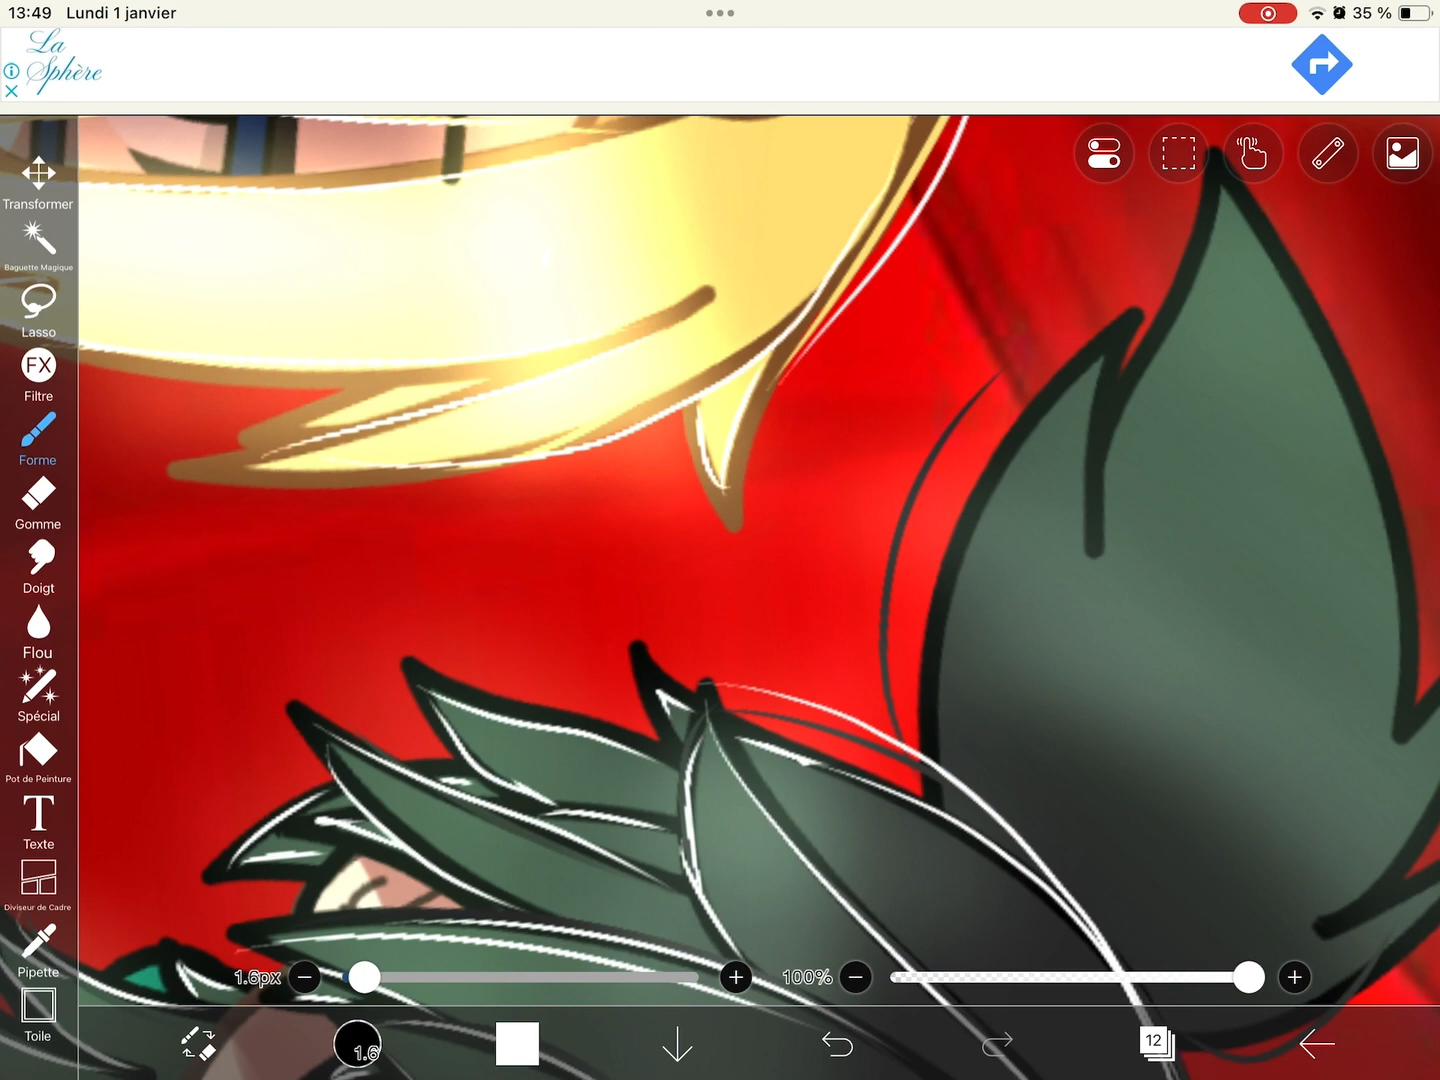 13:49 Lundi 1 janvier
35 %
La
Sphère
Transformer
Baguette Magique
Lasso
FX
Filtre
Forme
Gomme
Doigt
Flou
Spécial
Pot de Peinture
T
Texte
Diviseur de Cadre
Pipette
Toile
1.6px
100%
1.6
12